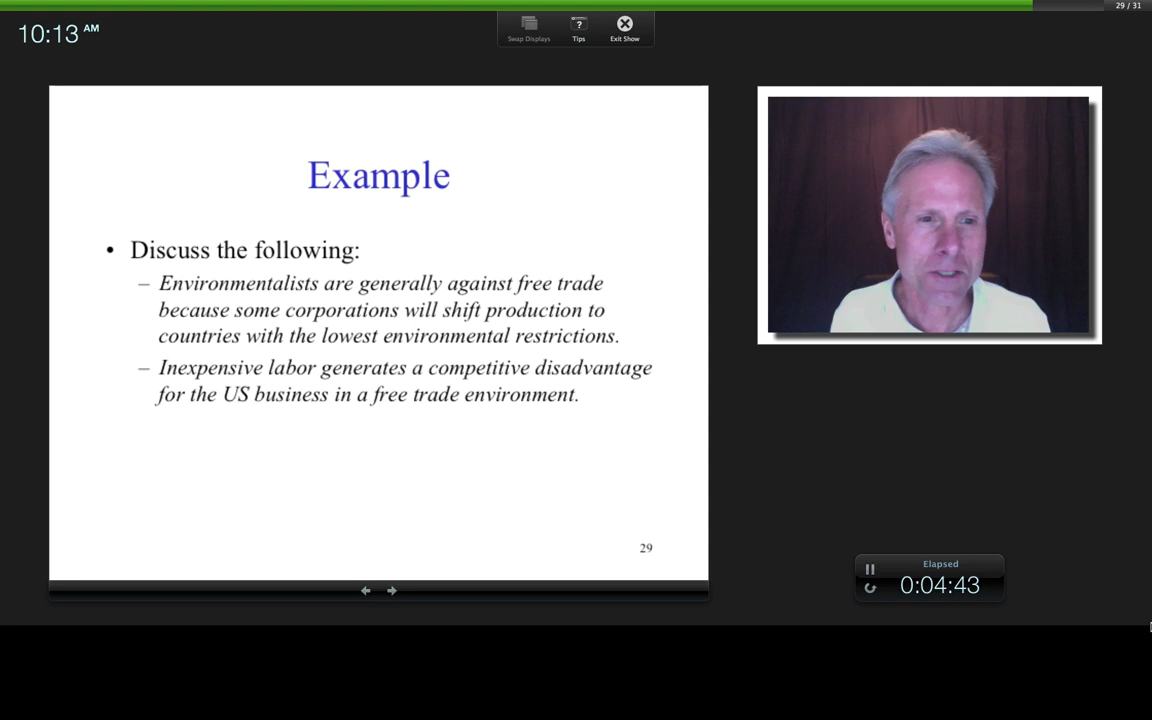 29 / 31
10:13 AM
Swap Displays
Tips
Exit Show
Example
• Discuss the following:
– Environmentalists are generally against free trade
because some corporations will shift production to
countries with the lowest environmental restrictions.
– Inexpensive labor generates a competitive disadvantage
for the US business in a free trade environment.
29
Elapsed
0:04:43